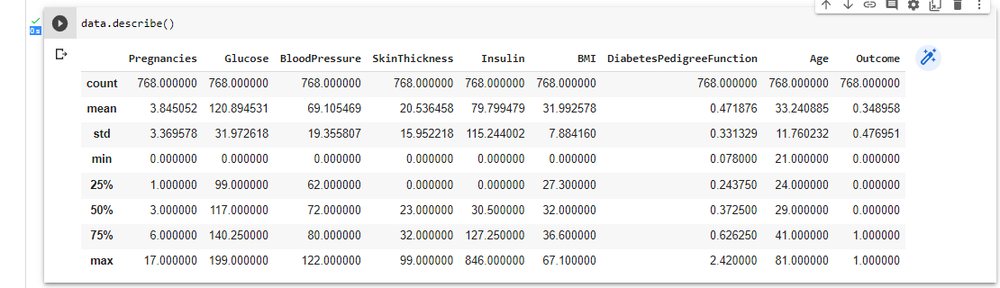 data.describe()
0s
Pregnancies Glucose BloodPressure SkinThickness Insulin BMI DiabetesPedigreeFunction Age Outcome
count 768.000000 768.000000 768.000000 768.000000 768.000000 768.000000 768.000000 768.000000 768.000000
mean 3.845052 120.894531 69.105469 20.536458 79.799479 31.992578 0.471876 33.240885 0.348958
std 3.369578 31.972618 19.355807 15.952218 115.244002 7.884160 0.331329 11.760232 0.476951
min 0.000000 0.000000 0.000000 0.000000 0.000000 0.000000 0.078000 21.000000 0.000000
25% 1.000000 99.000000 62.000000 0.000000 0.000000 27.300000 0.243750 24.000000 0.000000
50% 3.000000 117.000000 72.000000 23.000000 30.500000 32.000000 0.372500 29.000000 0.000000
75% 6.000000 140.250000 80.000000 32.000000 127.250000 36.600000 0.626250 41.000000 1.000000
max 17.000000 199.000000 122.000000 99.000000 846.000000 67.100000 2.420000 81.000000 1.000000